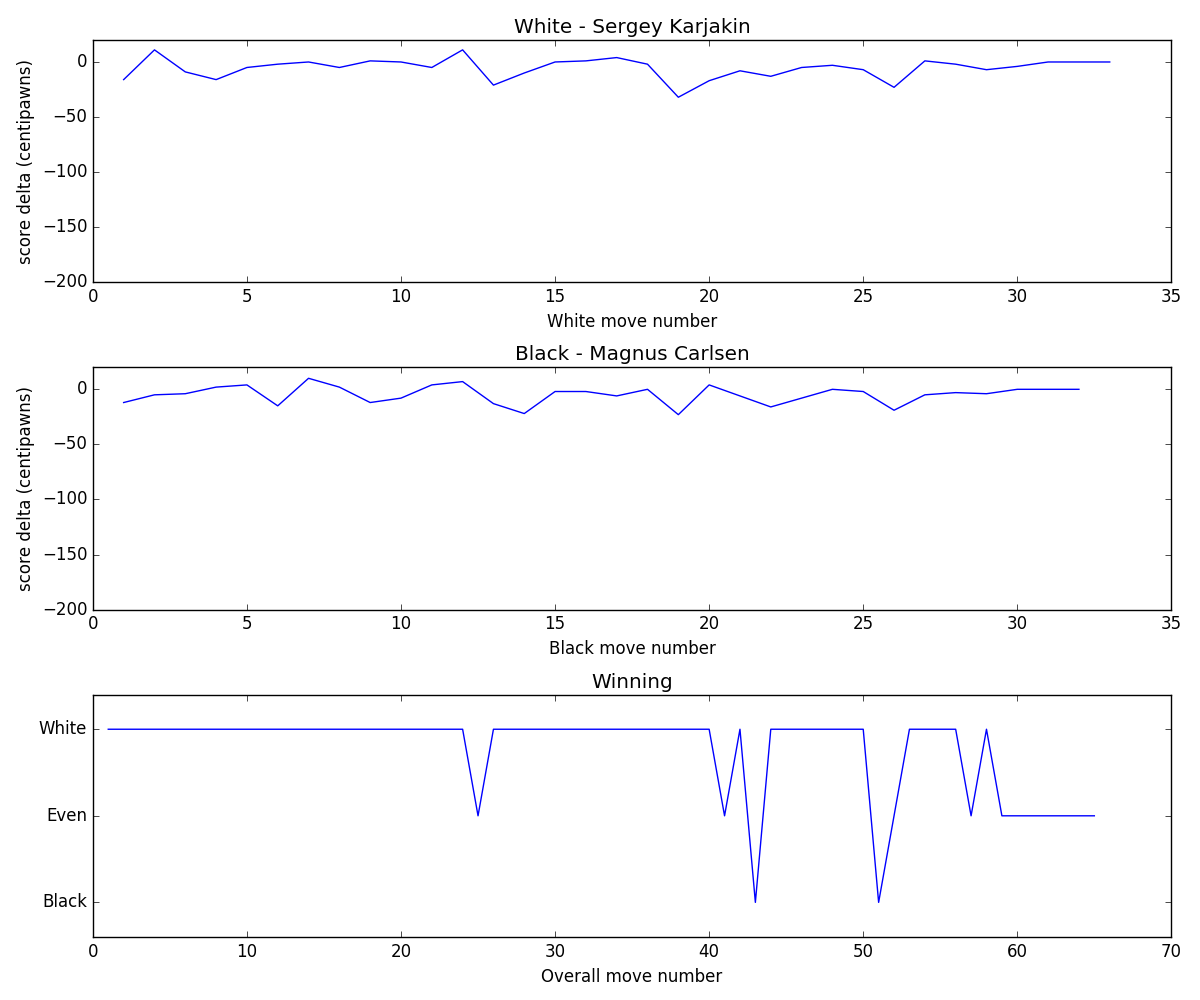 White - Sergey Karjakin
score delta (centipawns)
0
−50
−100
−150
−200
0 5 10 15 20 25 30 35
White move number
Black - Magnus Carlsen
score delta (centipawns)
0
−50
−100
−150
−200
0 5 10 15 20 25 30 35
Black move number
Winning
White
Even
Black
0 10 20 30 40 50 60 70
Overall move number